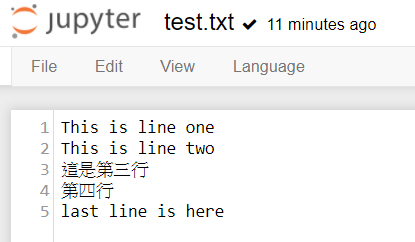 jupyter test.txt 11 minutes ago
File Edit View Language
1 This is line one
2 This is line two
3 這是第三行
4 第四行
5 last line is here